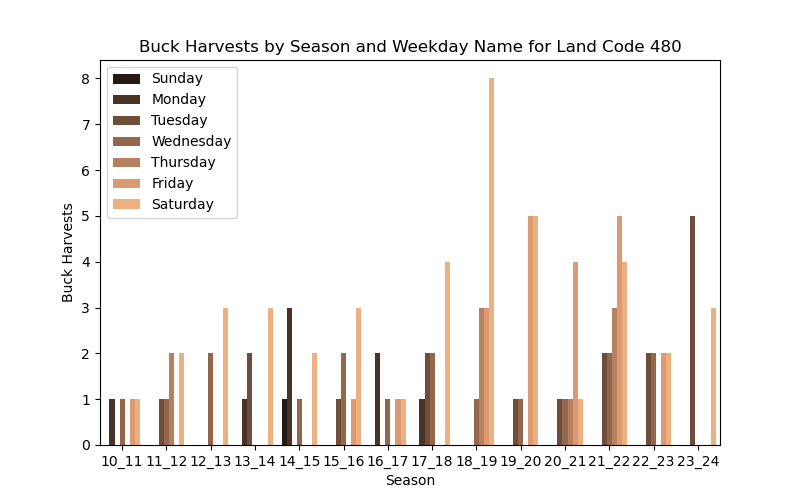 Buck Harvests by Season and Weekday Name for Land Code 480
8
7
6
5
4
3
2
1
0
Buck Harvests
Sunday
Monday
Tuesday
Wednesday
Thursday
Friday
Saturday
10_11 11_12 12_13 13_14 14_15 15_16 16_17 17_18 18_19 19_20 20_21 21_22 22_23 23_24
Season